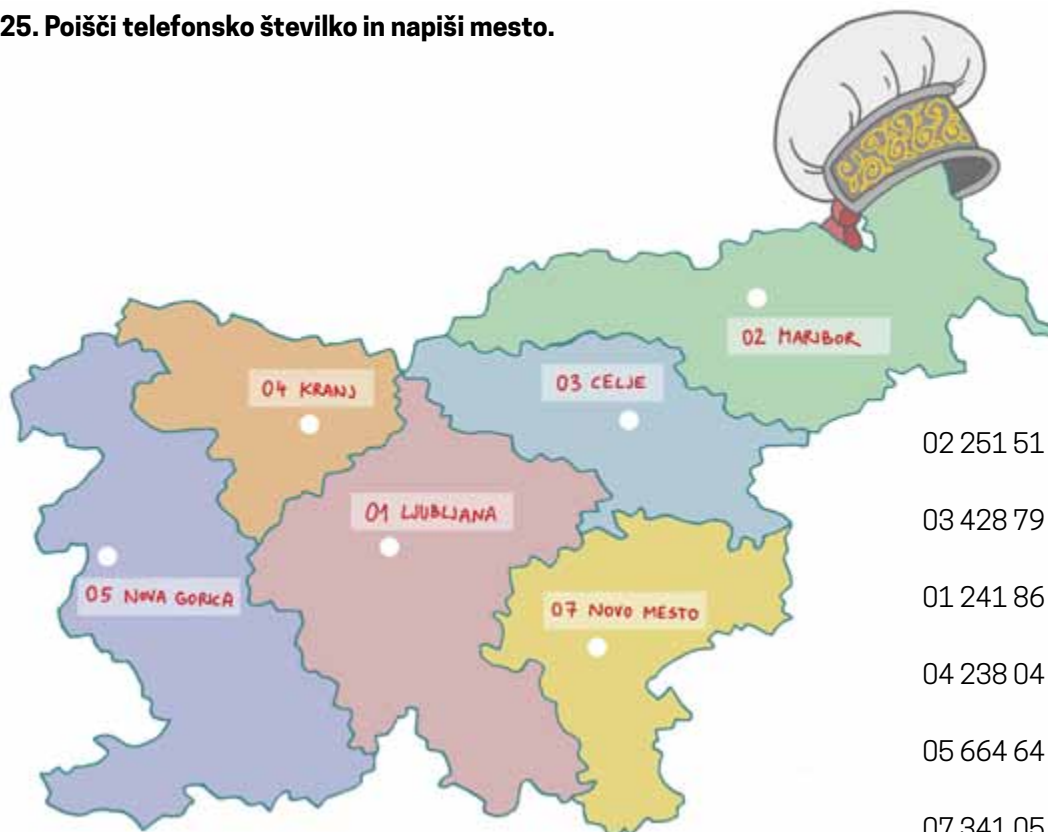 25. Poišči telefonsko številko in napiši mesto.
02 MARIBOR
03 CELJE
04 KRANJ
01 LJUBLJANA
05 NOVA GORICA
07 NOVO MESTO
02 251 51
03 428 79
01 241 86
04 238 04
05 664 64
07 341 05